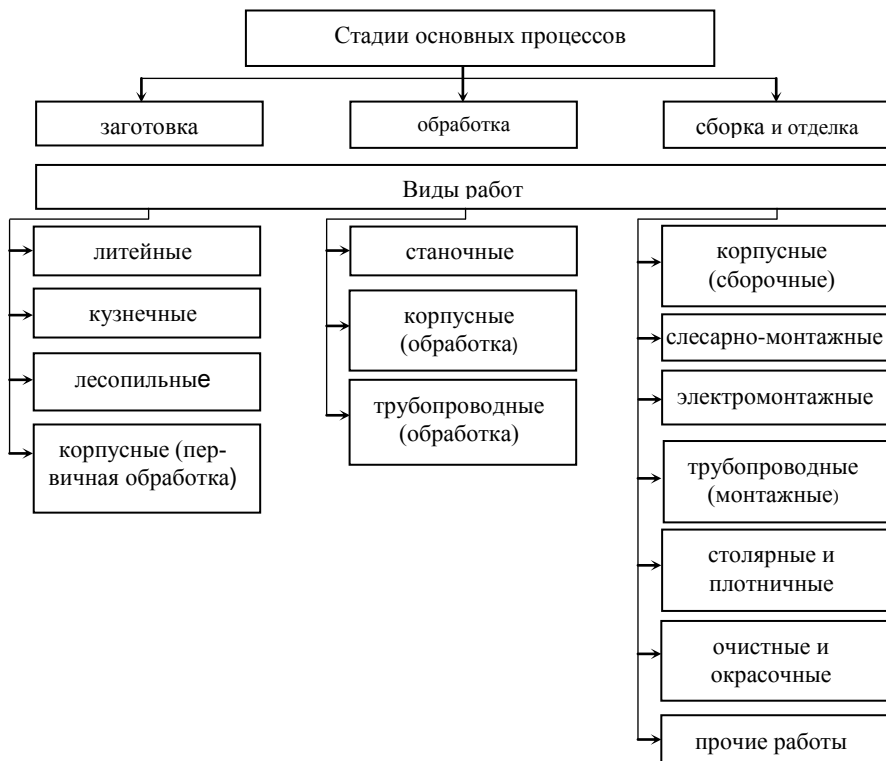 Стадии основных процессов
заготовка
обработка
сборка и отделка
Виды работ
литейные
кузнечные
лесопильные
корпусные (пер-
вичная обработка)
станочные
корпусные
(обработка)
трубопроводные
(обработка)
корпусные
(сборочные)
слесарно-монтажные
электромонтажные
трубопроводные
(монтажные)
столярные и
плотничные
очистные и
окрасочные
прочие работы